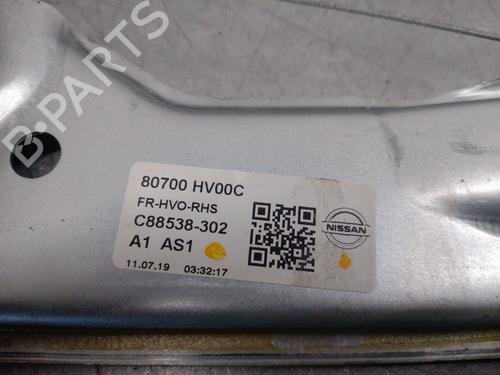 B-PARTS
80700 HV00C
FR-HVO-RHS
C88538-302
A1 AS1
11.07.19 03:32:17
NISSAN